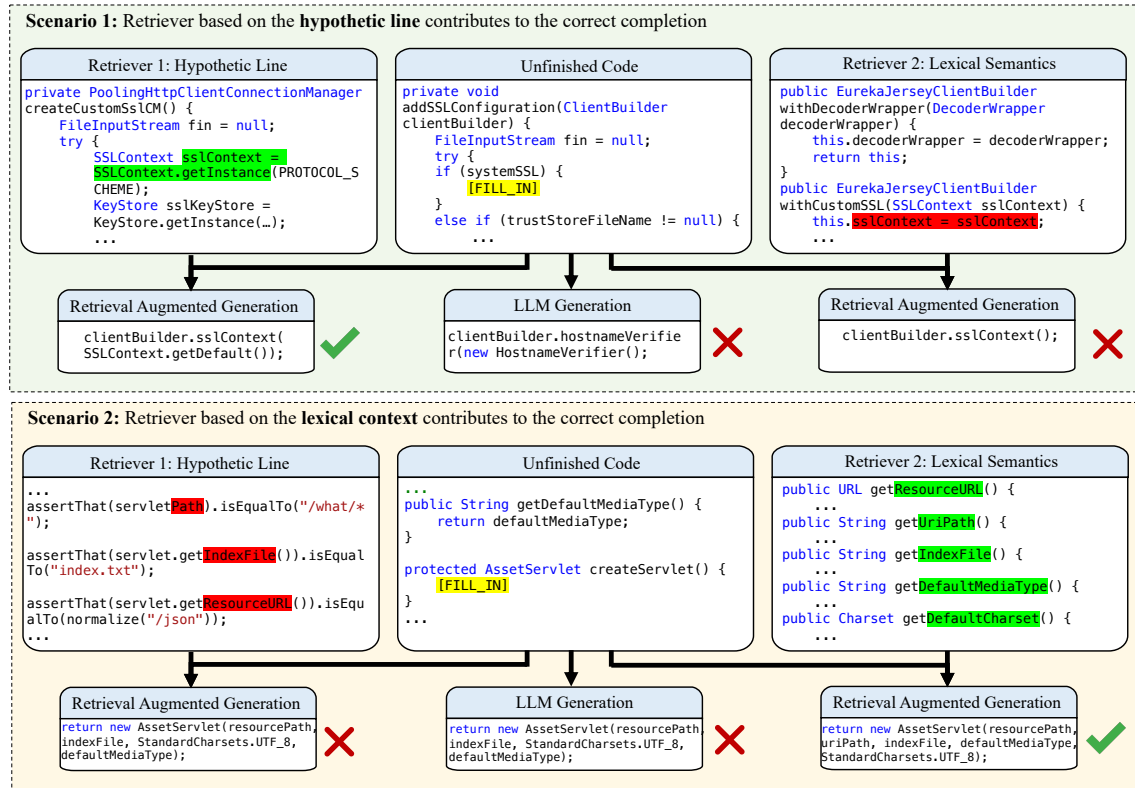 Scenario 1: Retriever based on the hypothetic line contributes to the correct completion
Retriever 1: Hypothetic Line
private PoolingHttpClientConnectionManager
createCustomSslCM() {
FileInputStream fin = null;
try {
SSLContext sslContext =
SSLContext.getInstance(PROTOCOL_S
CHEME);
KeyStore sslKeyStore =
KeyStore.getInstance(…);
...
Unfinished Code
private void
addSSLConfiguration(ClientBuilder
clientBuilder) {
FileInputStream fin = null;
try {
if (systemSSL) {
[FILL_IN]
}
else if (trustStoreFileName != null) {
...
Retriever 2: Lexical Semantics
public EurekaJerseyClientBuilder
withDecoderWrapper(DecoderWrapper
decoderWrapper) {
this.decoderWrapper = decoderWrapper;
return this;
}
public EurekaJerseyClientBuilder
withCustomSSL(SSLContext sslContext) {
this.sslContext = sslContext;
...
Retrieval Augmented Generation
clientBuilder.sslContext(
SSLContext.getDefault());
LLM Generation
clientBuilder.hostnameVerifie
r(new HostnameVerifier();
Retrieval Augmented Generation
clientBuilder.sslContext();
Scenario 2: Retriever based on the lexical context contributes to the correct completion
Retriever 1: Hypothetic Line
...
assertThat(servletPath).isEqualTo("/what/*
");
assertThat(servlet.getIndexFile()).isEqual
To("index.txt");
assertThat(servlet.getResourceURL()).isEqu
alTo(normalize("/json"));
...
Unfinished Code
...
public String getDefaultMediaType() {
return defaultMediaType;
}
protected AssetServlet createServlet() {
[FILL_IN]
}
...
Retriever 2: Lexical Semantics
public URL getResourceURL() {
...
public String getUriPath() {
...
public String getIndexFile() {
...
public String getDefaultMediaType() {
...
public Charset getDefaultCharset() {
...
Retrieval Augmented Generation
return new AssetServlet(resourcePath,
indexFile, StandardCharsets.UTF_8,
defaultMediaType);
LLM Generation
return new AssetServlet(resourcePath,
indexFile, StandardCharsets.UTF_8,
defaultMediaType);
Retrieval Augmented Generation
return new AssetServlet(resourcePath,
uriPath, indexFile, defaultMediaType,
StandardCharsets.UTF_8);